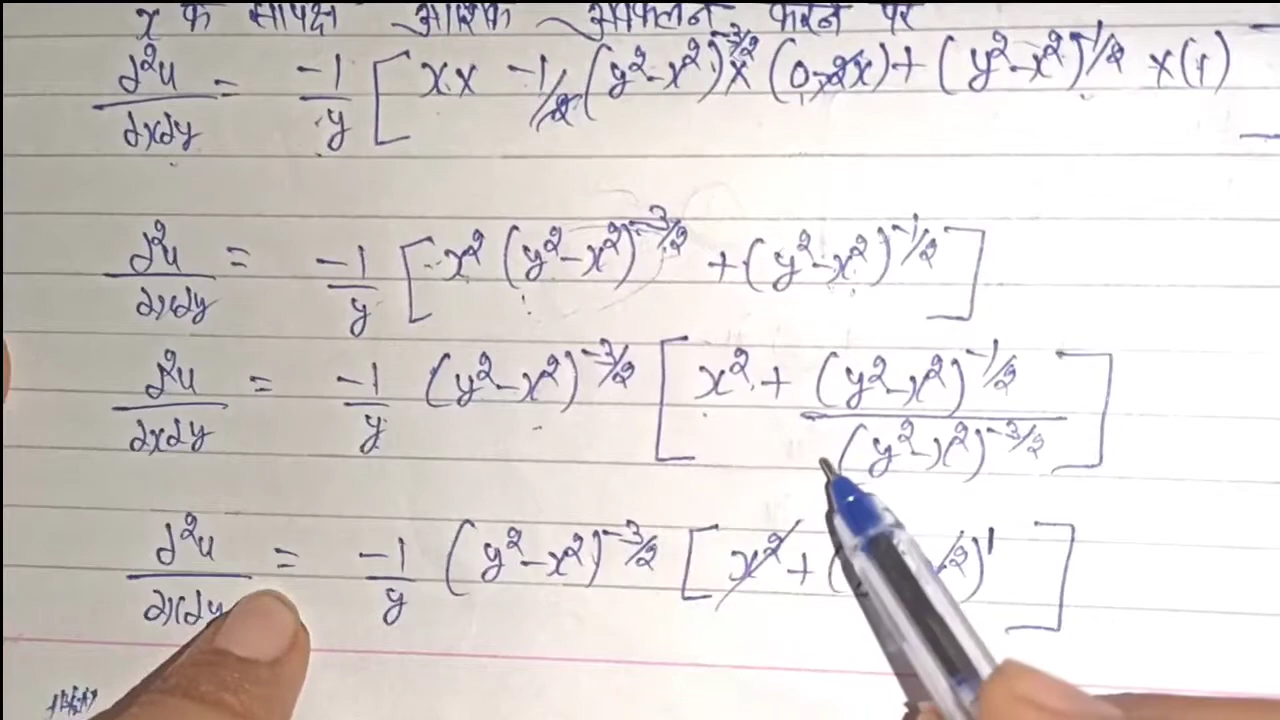 x के सापेक्ष आंशिक अवकलन करने पर
∂²u/∂x∂y = -1/y [ x × -1/2 (y²-x²)^-3/2 × (0-2x) + (y²-x²)^-1/2 × (1)
∂²u/∂x∂y = -1/y [ x² (y²-x²)^-3/2 + (y²-x²)^-1/2 ]
∂²u/∂x∂y = -1/y (y²-x²)^-3/2 [ x² + (y²-x²)^-1/2 / (y²-x²)^-3/2 ]
∂²u/∂x∂y = -1/y (y²-x²)^-3/2 [ x² + ( ²)¹ ]